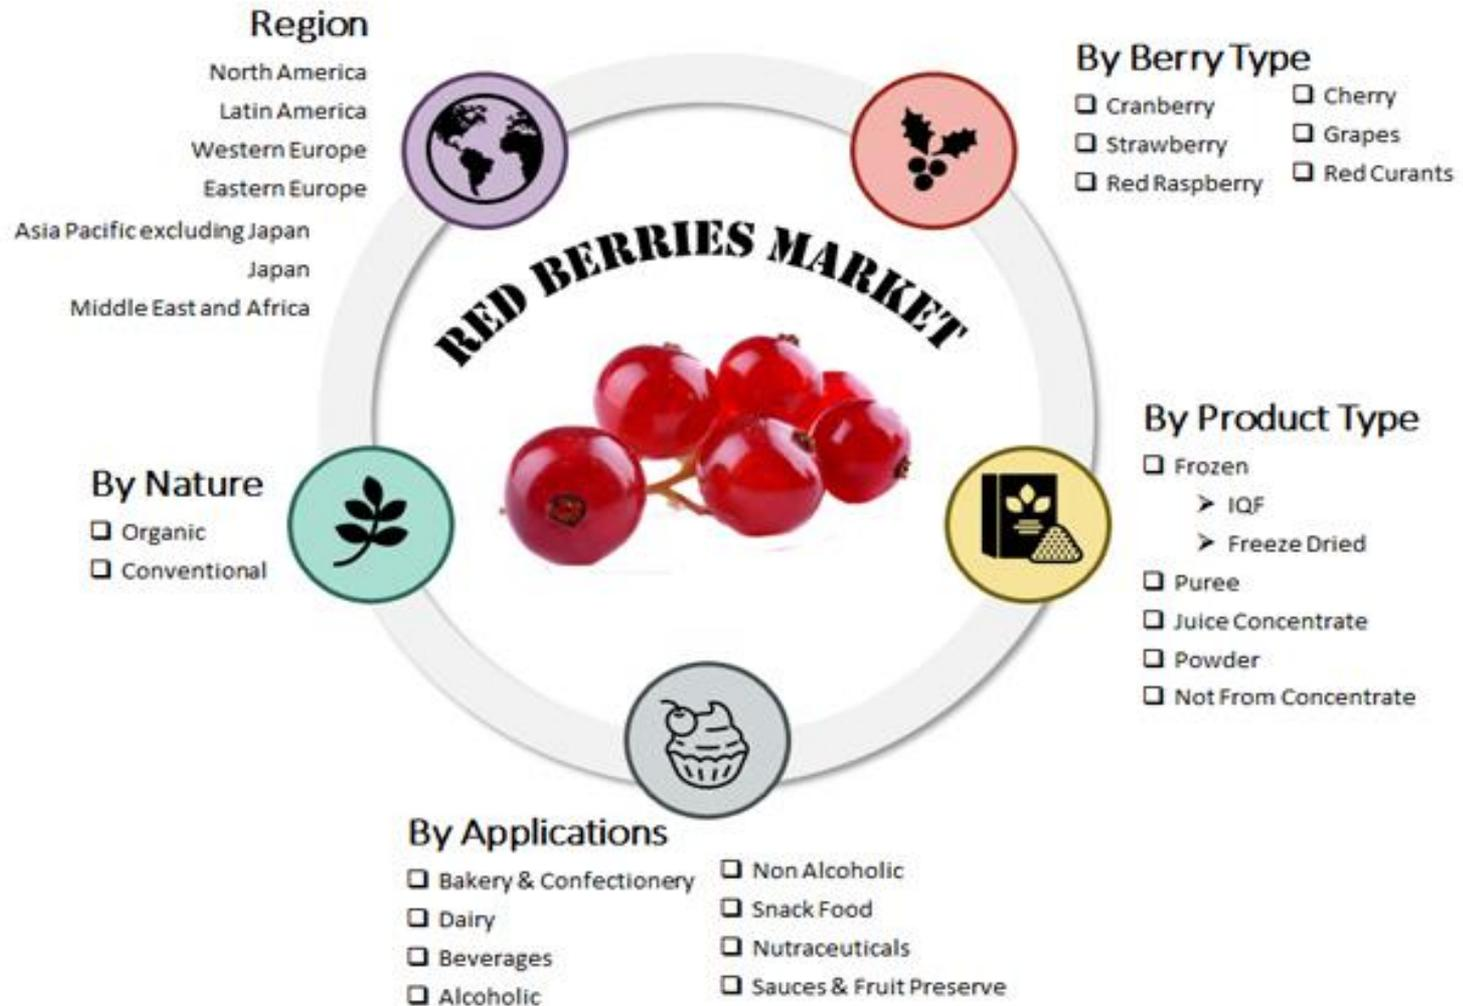 Region
North America
Latin America
Western Europe
Eastern Europe
Asia Pacific excluding Japan
Japan
Middle East and Africa
By Berry Type
Cranberry
Strawberry
Red Raspberry
Cherry
Grapes
Red Curants
RED BERRIES MARKET
By Nature
Organic
Conventional
By Product Type
Frozen
IQF
Freeze Dried
Puree
Juice Concentrate
Powder
Not From Concentrate
By Applications
Bakery & Confectionery
Dairy
Beverages
Alcoholic
Non Alcoholic
Snack Food
Nutraceuticals
Sauces & Fruit Preserve